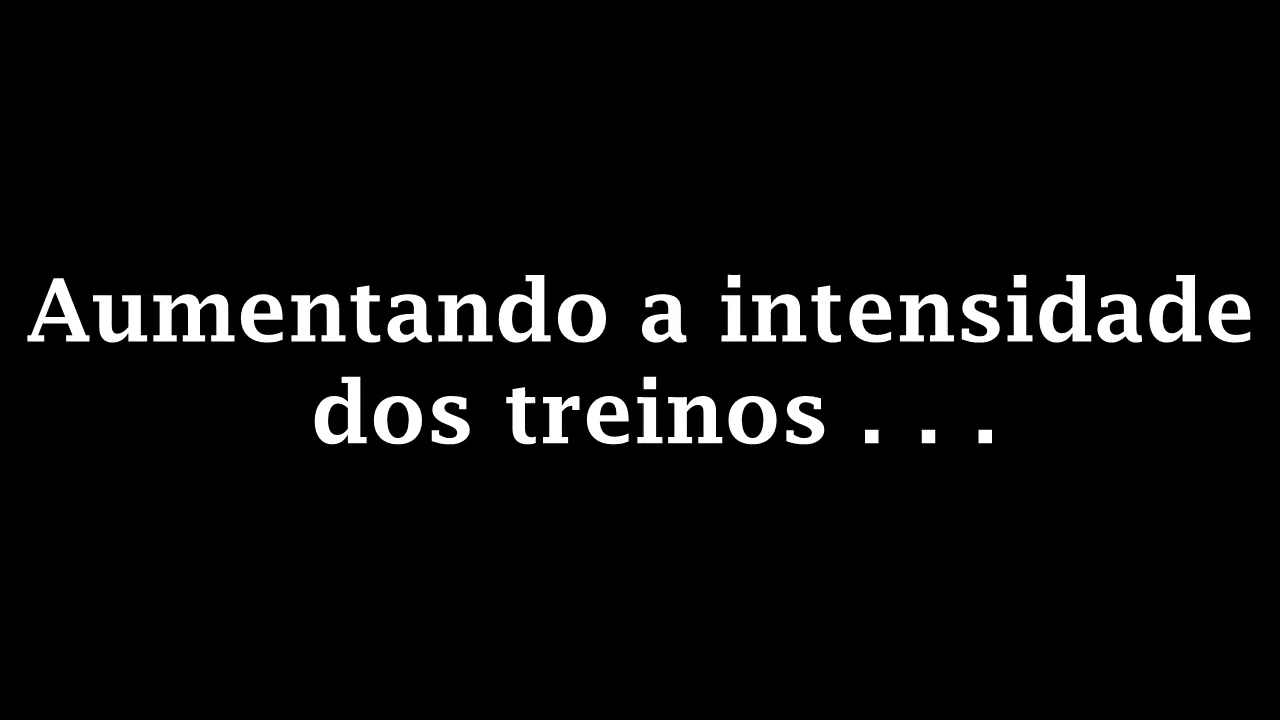 Aumentando a intensidade
dos treinos . . .